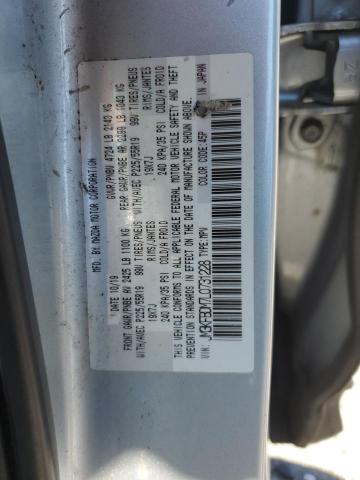 MFD. BY MAZDA MOTOR CORPORATION
DATE: 10/19 GVWR/PNBV 4724 LB 2143 KG
FRONT GAWR/PNBE AV 2425 LB 1100 KG REAR GAWR/PNBE AR 2299 LB 1043 KG
WITH/AVEC P225/55R19 99V TIRES/PNEUS WITH/AVEC P225/55R19 99V TIRES/PNEUS
19X7J RIMS/JANTES 19X7J RIMS/JANTES
240 KPA/35 PSI COLD/A FROID 240 KPA/35 PSI COLD/A FROID
THIS VEHICLE CONFORMS TO ALL APPLICABLE FEDERAL MOTOR VEHICLE SAFETY AND THEFT
PREVENTION STANDARDS IN EFFECT ON THE DATE OF MANUFACTURE SHOWN ABOVE.
VIN: JM3KFBDM7L0731228
TYPE: MPV COLOR CODE: 45P
IN JAPAN